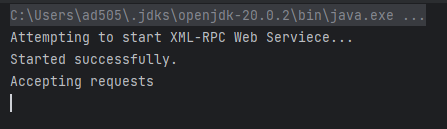 C:\Users\ad505\.jdks\openjdk-20.0.2\bin\java.exe ...
Attempting to start XML-RPC Web Serviece...
Started successfully.
Accepting requests